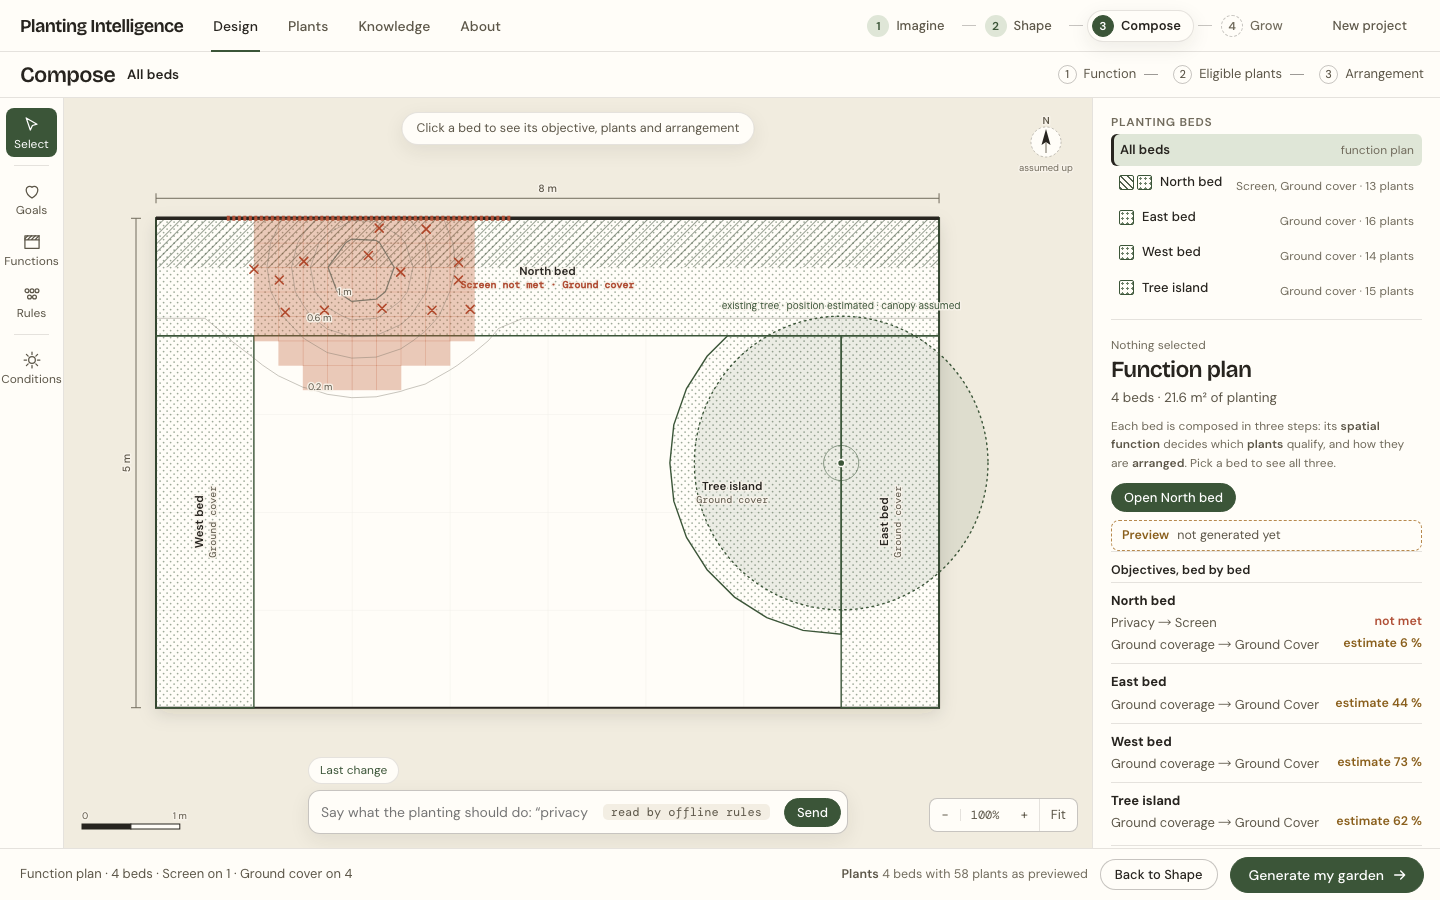 Planting Intelligence
Design
Plants
Knowledge
About
1 Imagine
2 Shape
3 Compose
4 Grow
New project
Compose
All beds
1 Function
2 Eligible plants
3 Arrangement
Select
Goals
Functions
Rules
Conditions
Click a bed to see its objective, plants and arrangement
N
assumed up
8 m
5 m
North bed
Screen not met · Ground cover
1 m
0.6 m
0.2 m
existing tree · position estimated · canopy assumed
Tree island
Ground cover
West bed
Ground cover
East bed
Ground cover
Last change
Say what the planting should do: “privacy
read by offline rules
Send
0 1 m
− 100% + Fit
PLANTING BEDS
All beds function plan
North bed Screen, Ground cover · 13 plants
East bed Ground cover · 16 plants
West bed Ground cover · 14 plants
Tree island Ground cover · 15 plants
Nothing selected
Function plan
4 beds · 21.6 m² of planting
Each bed is composed in three steps: its spatial
function decides which plants qualify, and how they
are arranged. Pick a bed to see all three.
Open North bed
Preview not generated yet
Objectives, bed by bed
North bed
Privacy → Screen not met
Ground coverage → Ground Cover estimate 6 %
East bed
Ground coverage → Ground Cover estimate 44 %
West bed
Ground coverage → Ground Cover estimate 73 %
Tree island
Ground coverage → Ground Cover estimate 62 %
Function plan · 4 beds · Screen on 1 · Ground cover on 4
Plants 4 beds with 58 plants as previewed
Back to Shape
Generate my garden →